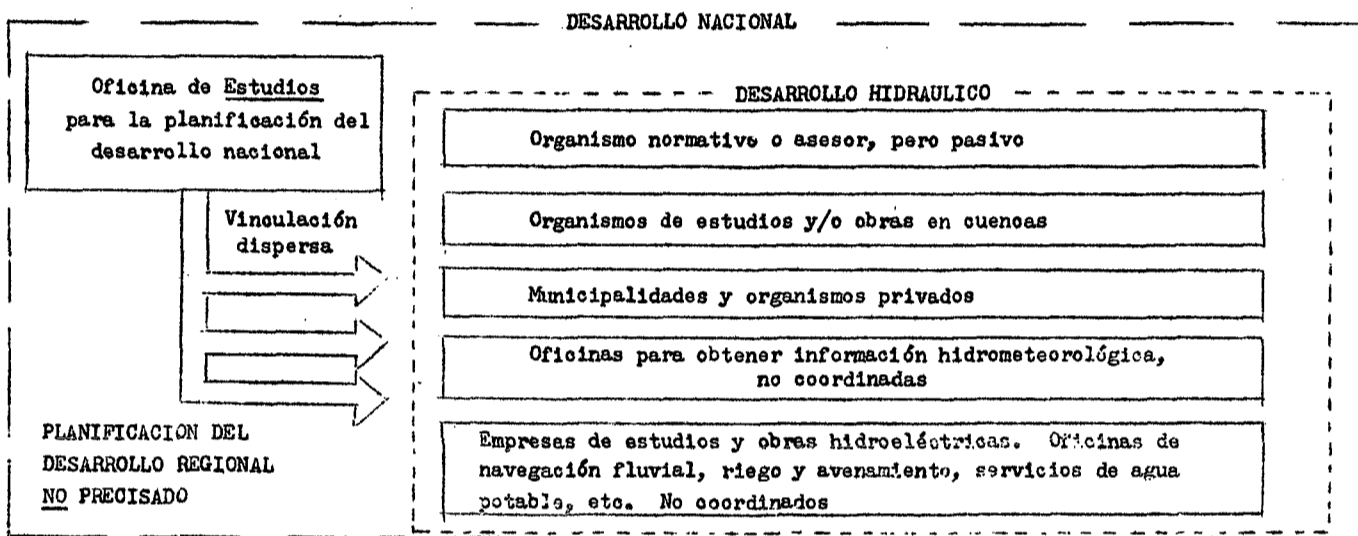 DESARROLLO NACIONAL
Oficina de Estudios
para la planificación del
desarrollo nacional
Vinculación
dispersa
PLANIFICACION DEL
DESARROLLO REGIONAL
NO PRECISADO
DESARROLLO HIDRAULICO
Organismo normativo o asesor, pero pasivo
Organismos de estudios y/o obras en cuencas
Municipalidades y organismos privados
Oficinas para obtener información hidrometeorológica,
no coordinadas
Empresas de estudios y obras hidroeléctricas. Oficinas de
navegación fluvial, riego y avenamiento, servicios de agua
potable, etc. No coordinados